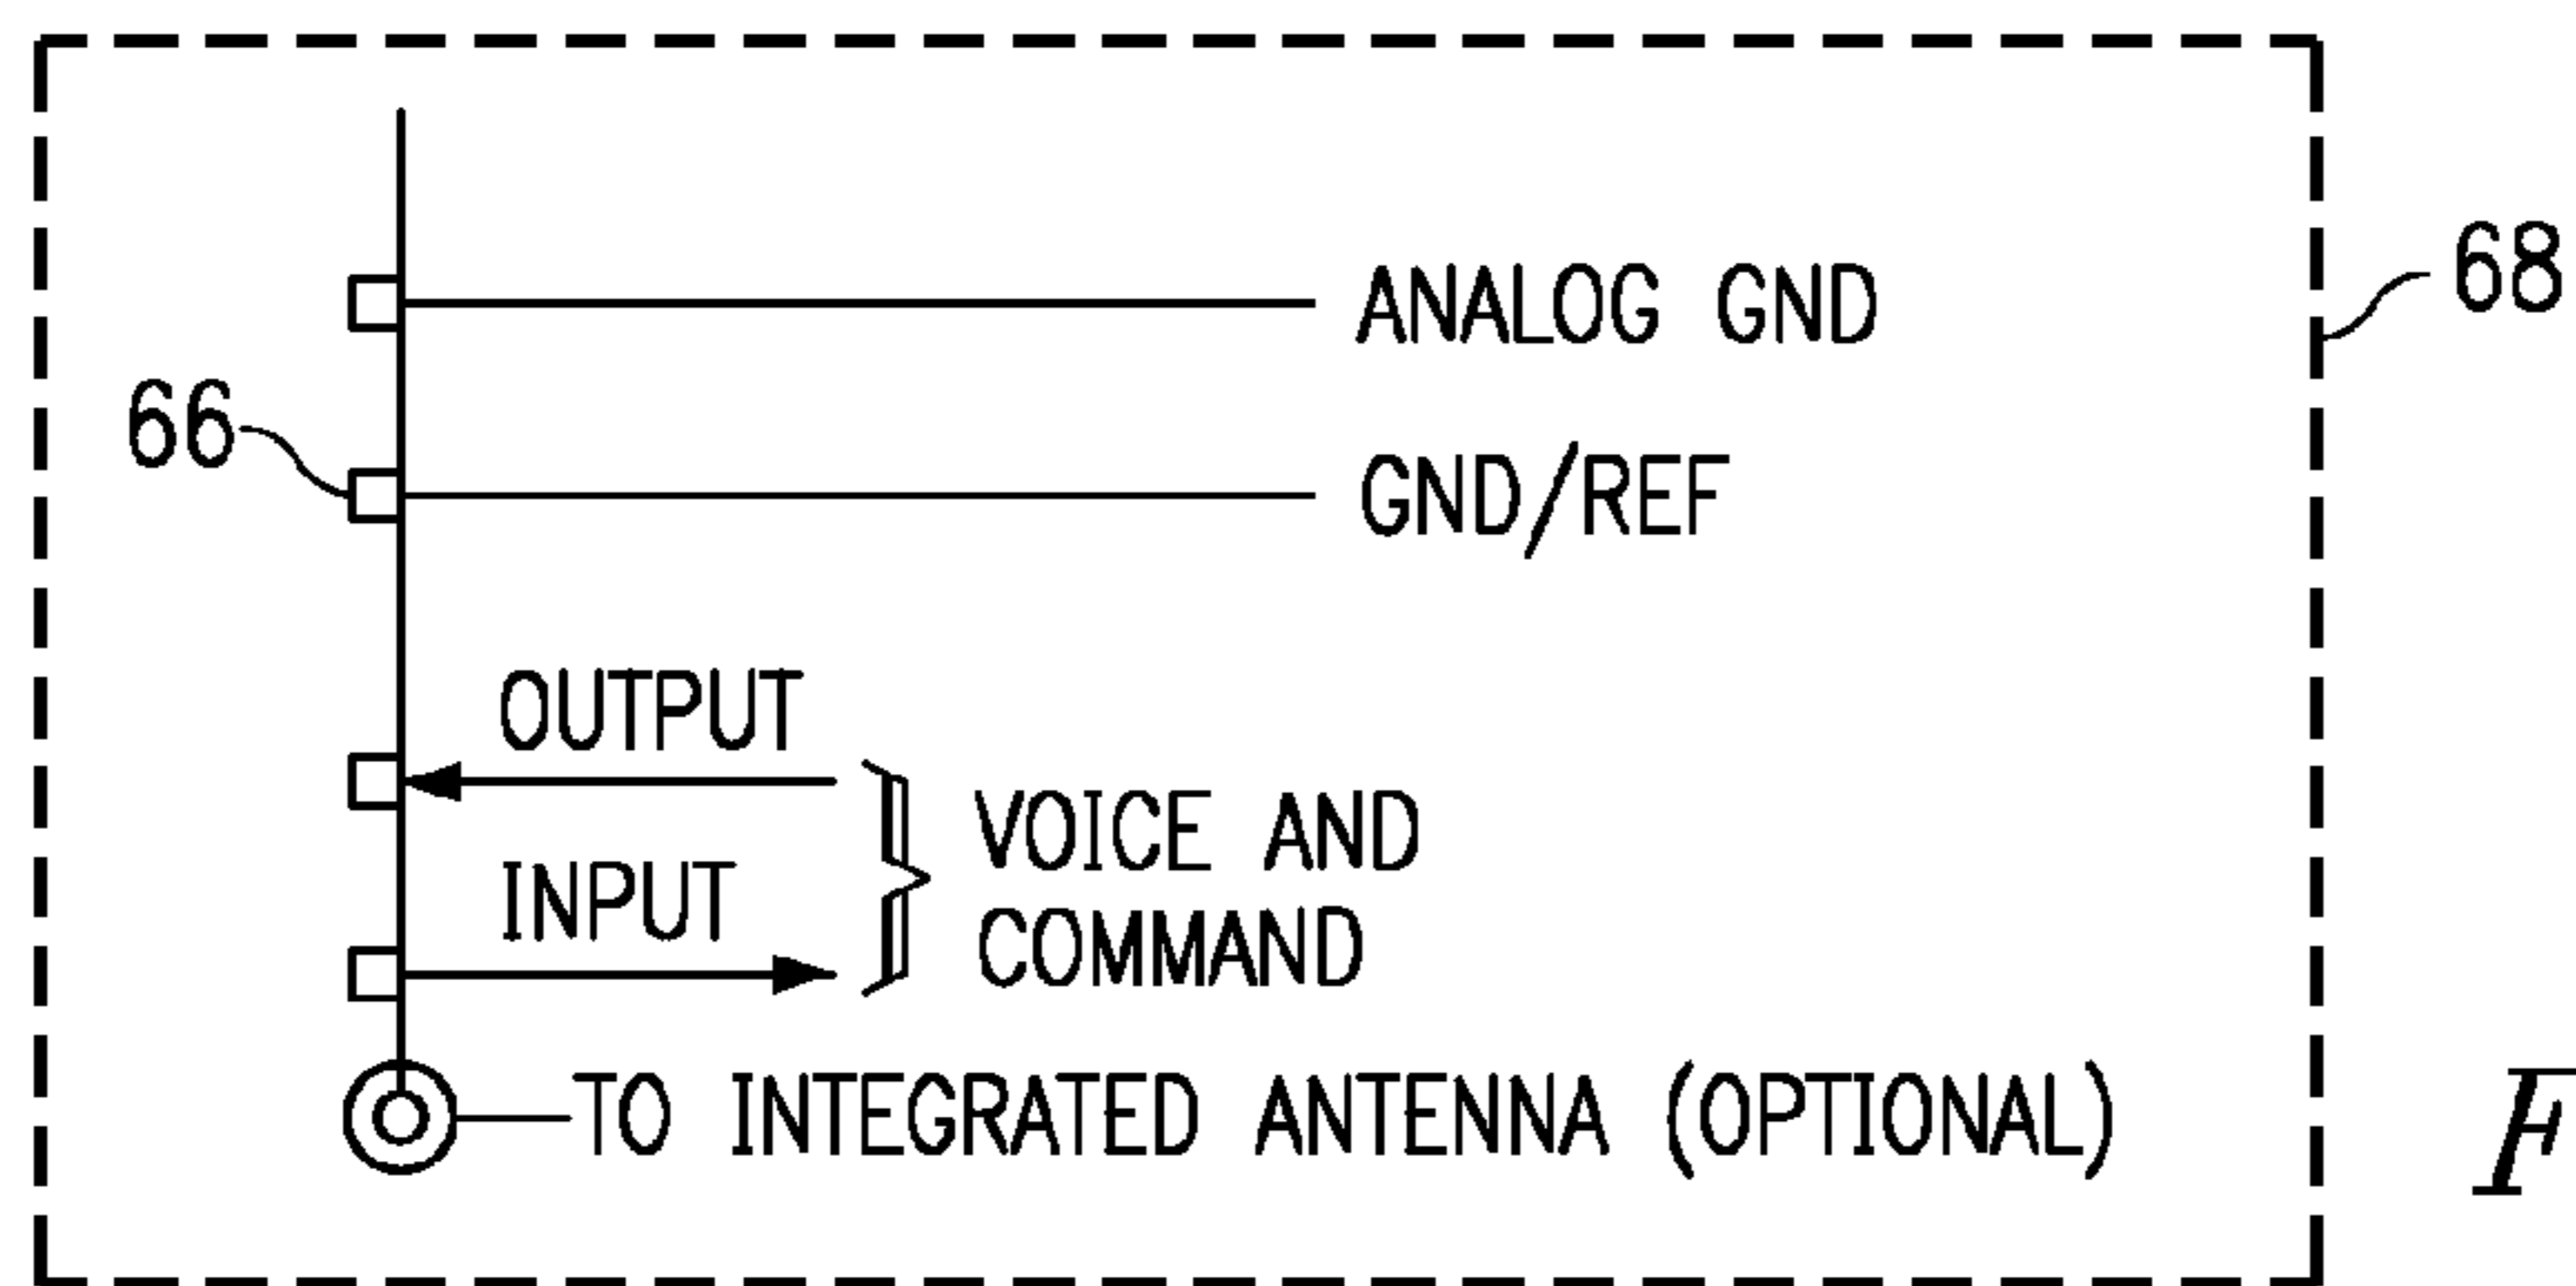 ANALOG GND
68
66
GND/REF
OUTPUT
VOICE AND
INPUT
COMMAND
TO INTEGRATED ANTENNA (OPTIONAL)
F